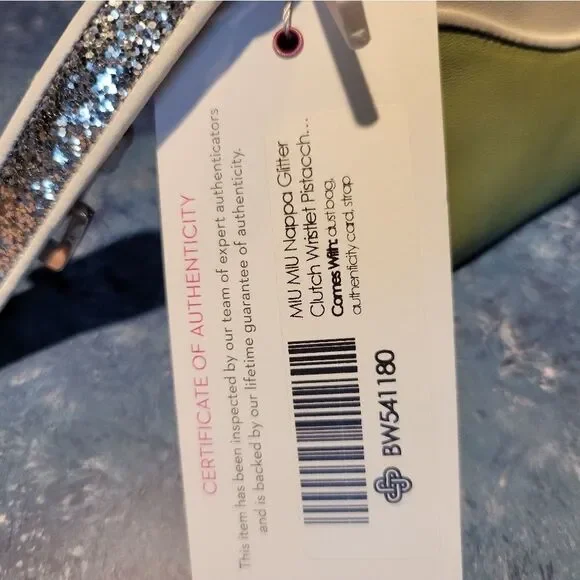 CERTIFICATE OF AUTHENTICITY
This item has been inspected by our team of expert authenticators
and is backed by our lifetime guarantee of authenticity.
MIU MIU Nappa Glitter
Clutch Wristlet Pistacch...
Comes With: dust bag,
authenticity card, strap
BW541180